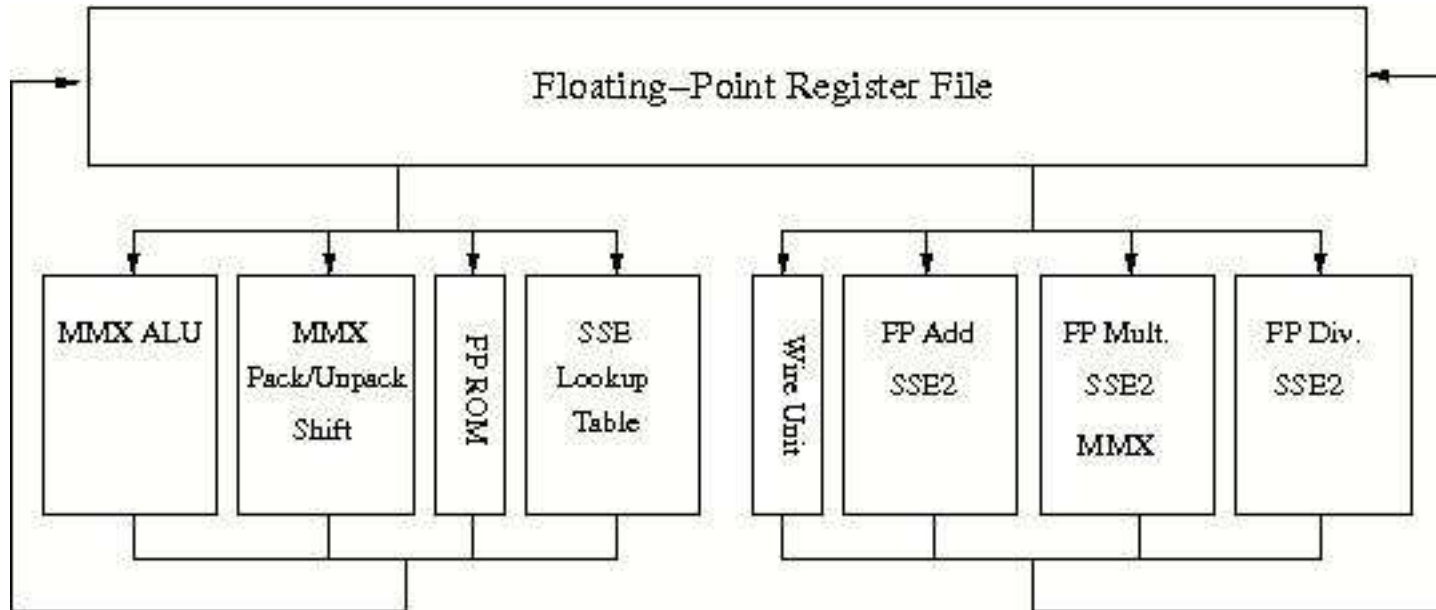 Floating–Point Register File
MMX ALU
MMX
Pack/Unpack
Shift
FP ROM
SSE
Lookup
Table
Wire Unit
FP Add
SSE2
FP Mult.
SSE2
MMX
FP Div.
SSE2